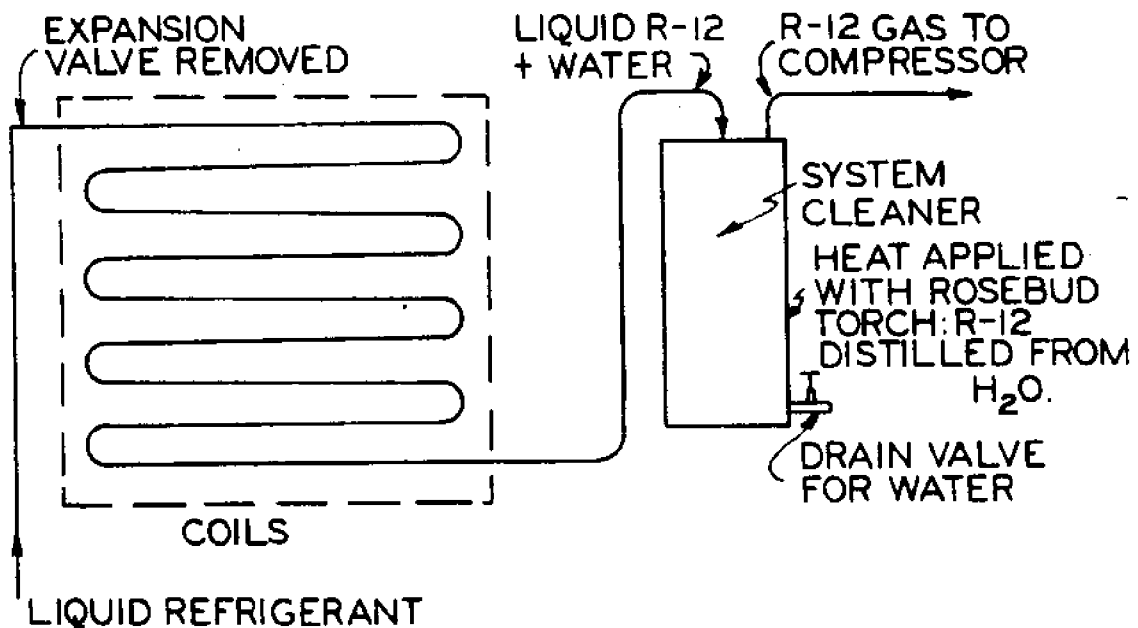 EXPANSION
VALVE REMOVED
LIQUID R-12
+ WATER
R-12 GAS TO
COMPRESSOR
SYSTEM
CLEANER
HEAT APPLIED
WITH ROSEBUD
TORCH: R-12
DISTILLED FROM
H₂O.
DRAIN VALVE
FOR WATER
COILS
LIQUID REFRIGERANT